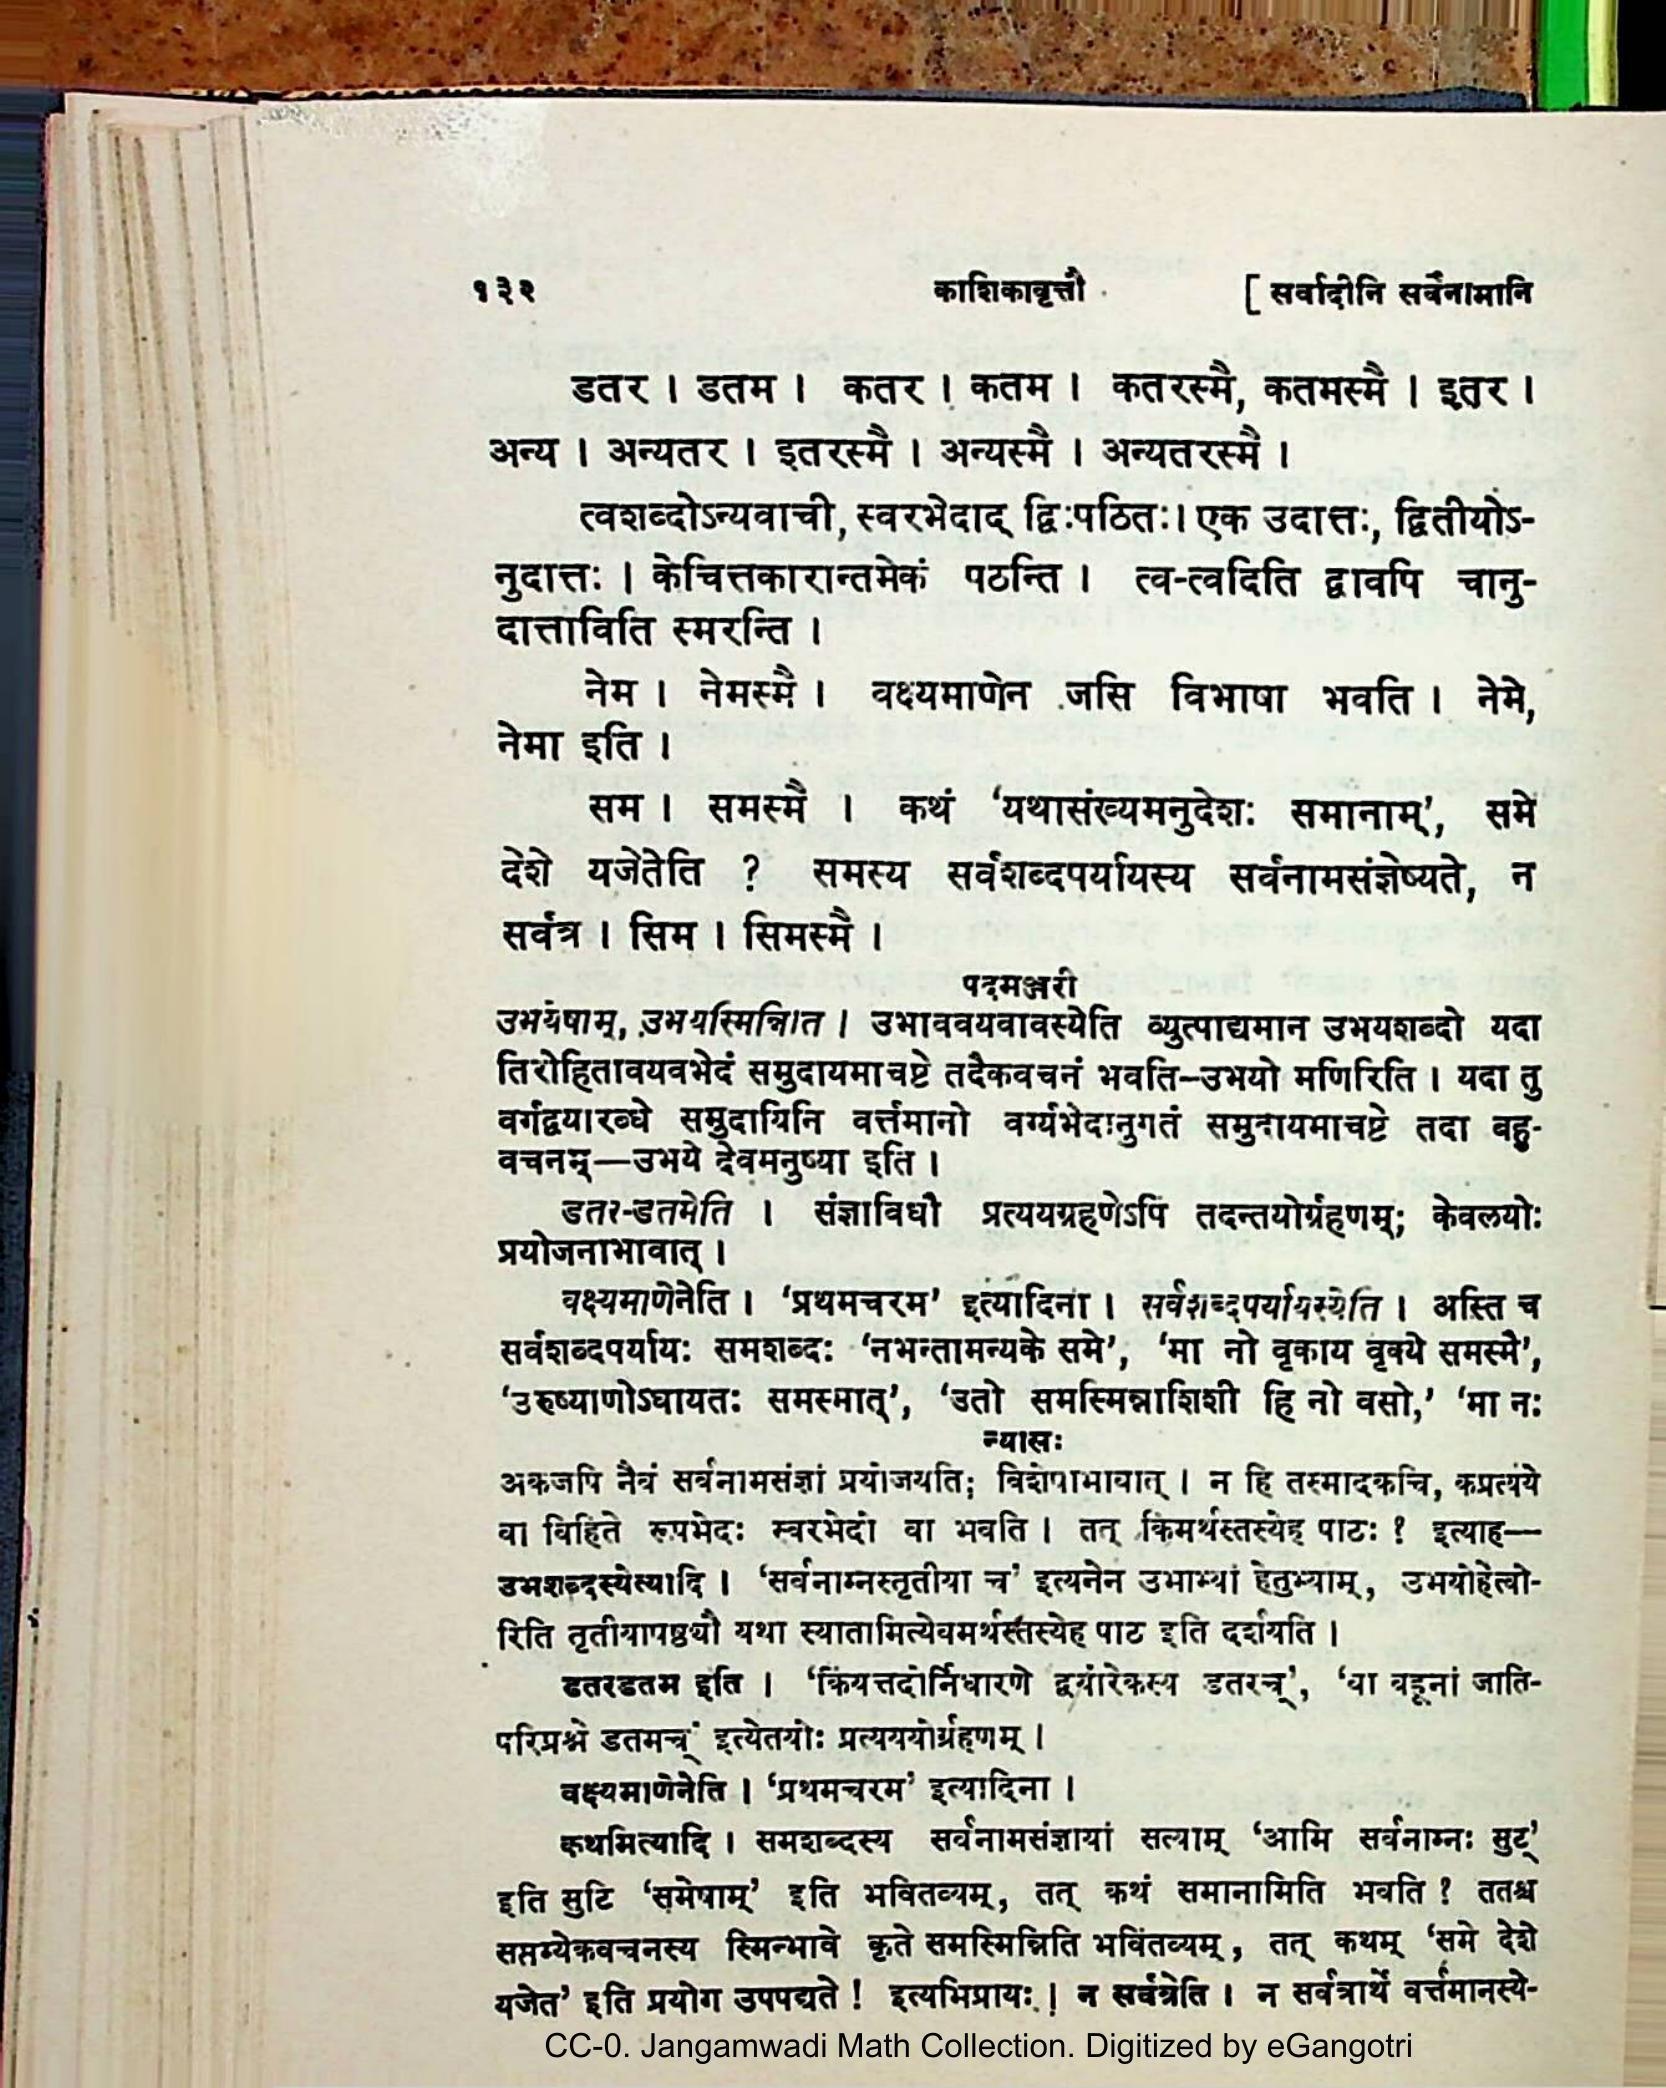 १३२ काशिकावृत्तौ [ सर्वादीनि सर्वनामानि
डतर । डतम । कतर । कतम । कतरस्मै, कतमस्मै । इतर ।
अन्य । अन्यतर । इतरस्मै । अन्यस्मै । अन्यतरस्मै ।
त्वशब्दोऽन्यवाची, स्वरभेदाद् द्विःपठितः। एक उदात्तः, द्वितीयोऽ-
नुदात्तः । केचित्तकारान्तमेकं पठन्ति । त्व-त्वदिति द्वावपि चानु-
दात्ताविति स्मरन्ति ।
नेम । नेमस्मै । वक्ष्यमाणेन जसि विभाषा भवति । नेमे,
नेमा इति ।
सम । समस्मै । कथं ‘यथासंख्यमनुदेशः समानाम्’, समे
देशे यजेतेति ? समस्य सर्वशब्दपर्यायस्य सर्वनामसंज्ञेष्यते, न
सर्वत्र । सिम । सिमस्मै ।
पदमञ्जरी
उभयेषाम्, उभयस्मिन्निति । उभाववयवावस्येति व्युत्पाद्यमान उभयशब्दो यदा
तिरोहितावयवभेदं समुदायमाचष्टे तदैकवचनं भवति–उभयो मणिरिति । यदा तु
वर्गद्वयारब्धे समुदायिनि वर्त्तमानो वर्ग्यभेदानुगतं समुदायमाचष्टे तदा बहु-
वचनम्—उभये देवमनुष्या इति ।
डतर-डतमेति । संज्ञाविधौ प्रत्ययग्रहणेऽपि तदन्तयोर्ग्रहणम्; केवलयोः
प्रयोजनाभावात् ।
वक्ष्यमाणेनेति । ‘प्रथमचरम’ इत्यादिना । सर्वशब्दपर्यायस्येति । अस्ति च
सर्वशब्दपर्यायः समशब्दः ‘नभन्तामन्यके समे’, ‘मा नो वृकाय वृक्ये समस्मै’,
‘उरुष्याणोऽघायतः समस्मात्’, ‘उतो समस्मिन्नाशिशी हि नो वसो,’ ‘मा नः
न्यासः
अकजपि नैवं सर्वनामसंज्ञां प्रयोजयति; विशेषाभावात् । न हि तस्मादकचि, कप्रत्यये
वा विहिते रूपभेदः स्वरभेदो वा भवति । तत् किमर्थस्तस्येह पाठः ? इत्याह—
उभशब्दस्येत्यादि । ‘सर्वनाम्नस्तृतीया च’ इत्यनेन उभाभ्यां हेतुभ्याम्, उभयोर्हेत्वो-
रिति तृतीयाषष्ठ्यौ यथा स्यातामित्येवमर्थस्तस्येह पाठ इति दर्शयति ।
डतरडतम इति । ‘किंयत्तदोर्निर्धारणे द्वयोरेकस्य डतरच्’, ‘वा बहूनां जाति-
परिप्रश्ने डतमच्’ इत्येतयोः प्रत्यययोर्ग्रहणम् ।
वक्ष्यमाणेनेति । ‘प्रथमचरम’ इत्यादिना ।
कथमित्यादि । समशब्दस्य सर्वनामसंज्ञायां सत्याम् ‘आमि सर्वनाम्नः सुट्’
इति सुटि ‘समेषाम्’ इति भवितव्यम्, तत् कथं समानामिति भवति ? ततश्च
सप्तम्येकवचनस्य स्मिन्भावे कृते समस्मिन्निति भवितव्यम्, तत् कथम् ‘समे देशे
यजेत’ इति प्रयोग उपपद्यते ! इत्यभिप्रायः । न सर्वत्रेति । न सर्वत्रार्थे वर्त्तमानस्ये-
CC-0. Jangamwadi Math Collection. Digitized by eGangotri